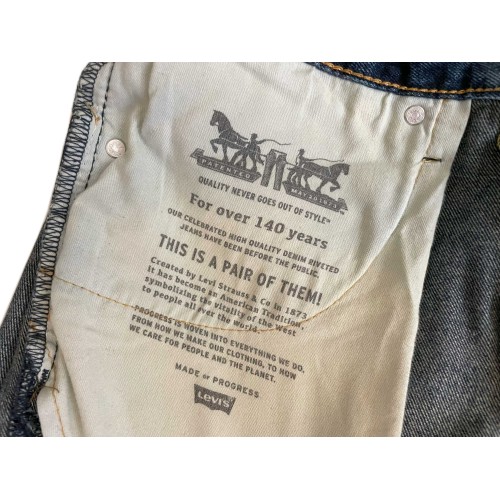 PATENTED MAY 20 1873
QUALITY NEVER GOES OUT OF STYLE™
For over 140 years
OUR CELEBRATED HIGH QUALITY DENIM RIVETED
JEANS HAVE BEEN BEFORE THE PUBLIC.
THIS IS A PAIR OF THEM!
Created by Levi Strauss & Co in 1873
it has become an American Tradition,
symbolizing the vitality of the West
to people all over the World.
PROGRESS IS WOVEN INTO EVERYTHING WE DO.
FROM HOW WE MAKE OUR CLOTHING, TO HOW
WE CARE FOR PEOPLE AND THE PLANET.
MADE OF PROGRESS
Levi's